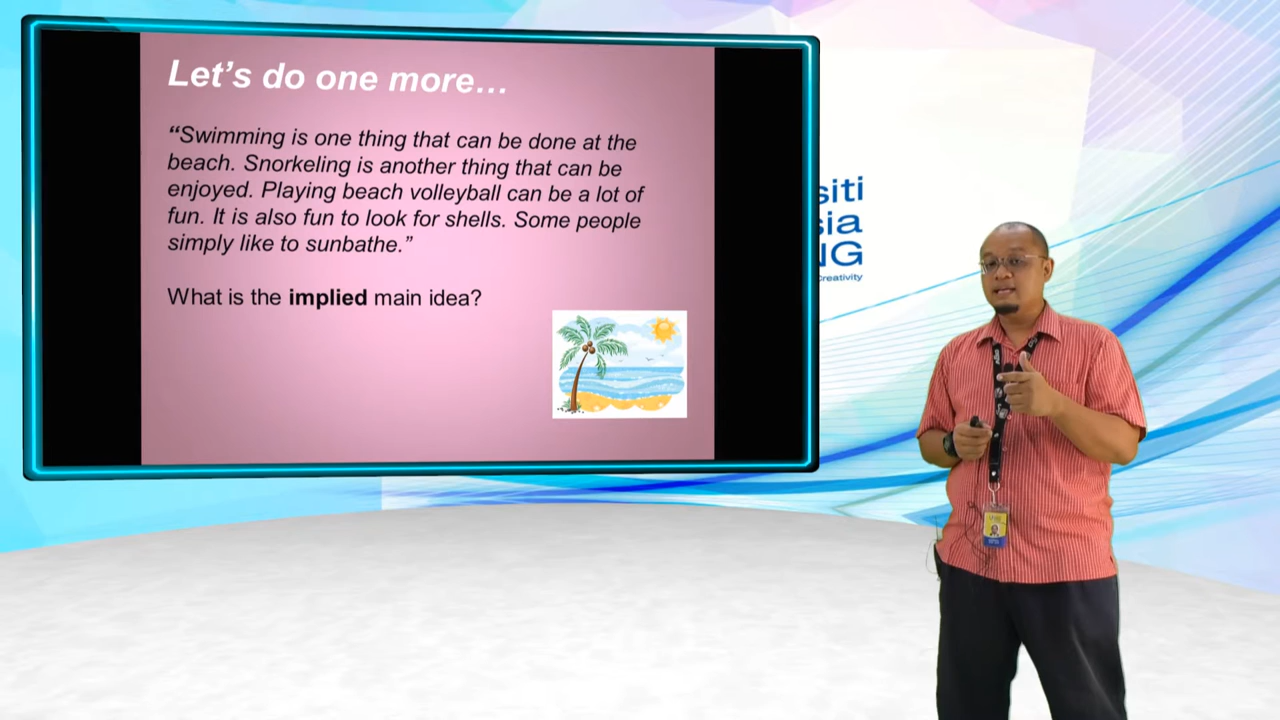 Let's do one more…
“Swimming is one thing that can be done at the
beach. Snorkeling is another thing that can be
enjoyed. Playing beach volleyball can be a lot of
fun. It is also fun to look for shells. Some people
simply like to sunbathe.”
What is the implied main idea?
siti
sia
NG
Creativity